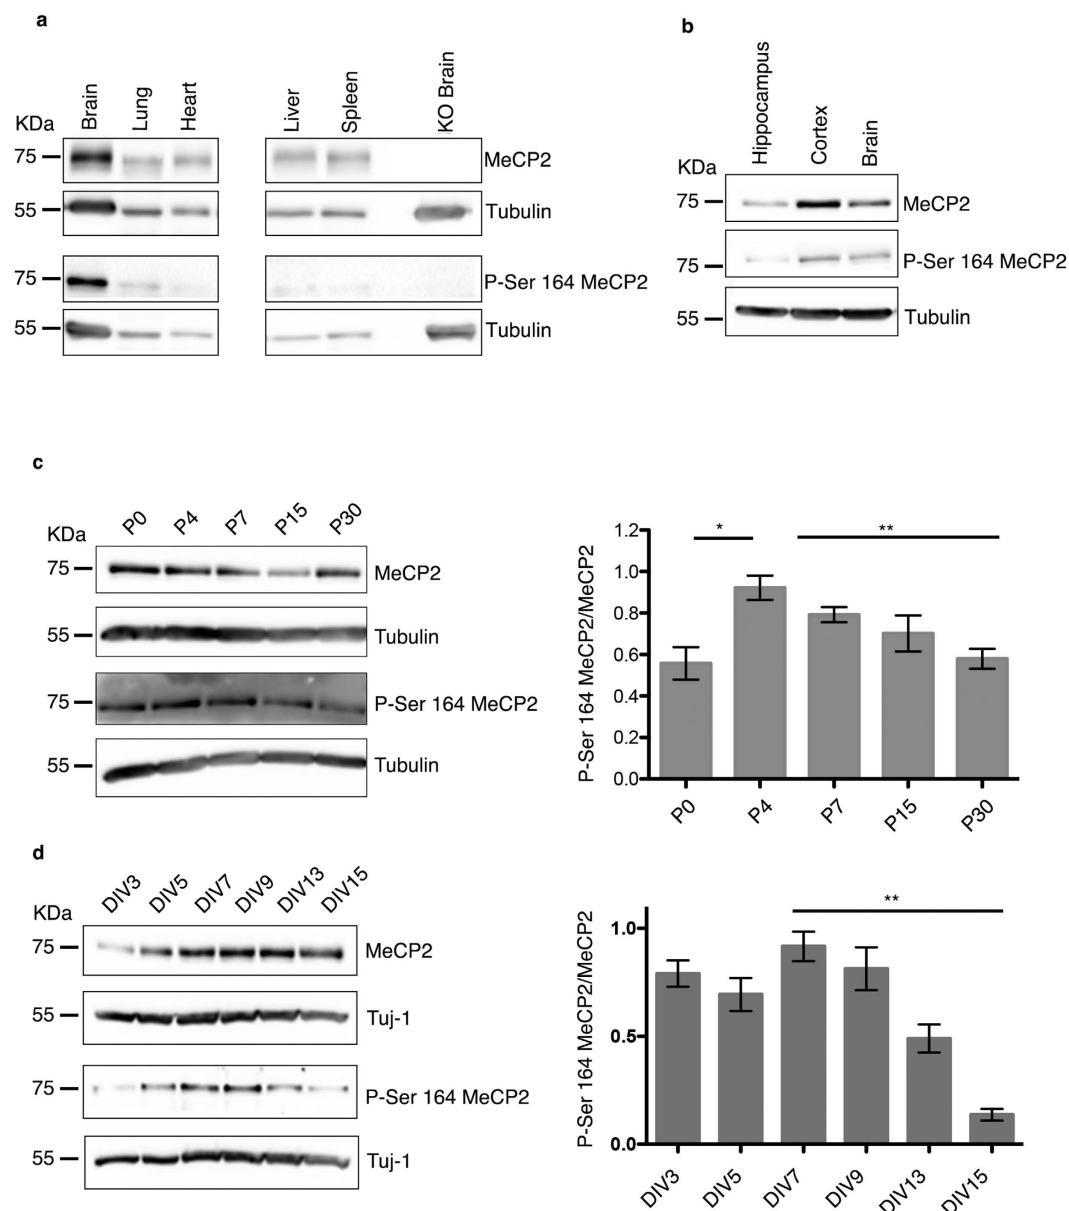 a
KDa
Brain
Lung
Heart
Liver
Spleen
KO Brain
75
MeCP2
55
Tubulin
75
P-Ser 164 MeCP2
55
Tubulin
b
KDa
Hippocampus
Cortex
Brain
75
MeCP2
75
P-Ser 164 MeCP2
55
Tubulin
c
KDa
P0
P4
P7
P15
P30
75
MeCP2
55
Tubulin
75
P-Ser 164 MeCP2
55
Tubulin
P-Ser 164 MeCP2/MeCP2
1.2
1.0
0.8
0.6
0.4
0.2
0.0
*
**
P0
P4
P7
P15
P30
d
KDa
DIV3
DIV5
DIV7
DIV9
DIV13
DIV15
75
MeCP2
55
Tuj-1
75
P-Ser 164 MeCP2
55
Tuj-1
P-Ser 164 MeCP2/MeCP2
1.0
0.5
0.0
**
DIV3
DIV5
DIV7
DIV9
DIV13
DIV15